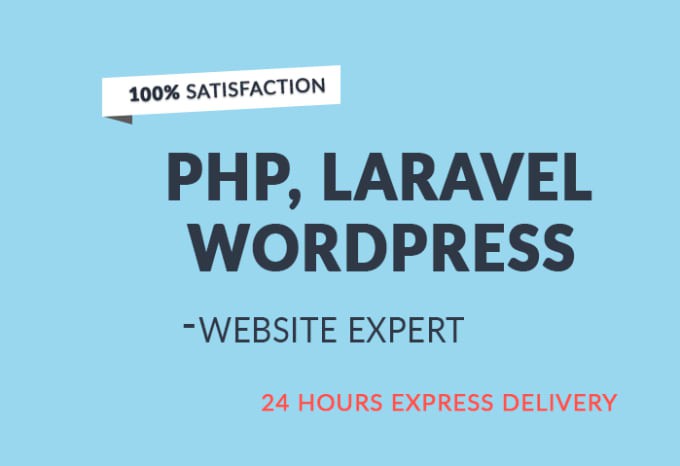 100% SATISFACTION
PHP, LARAVEL
WORDPRESS
-WEBSITE EXPERT
24 HOURS EXPRESS DELIVERY